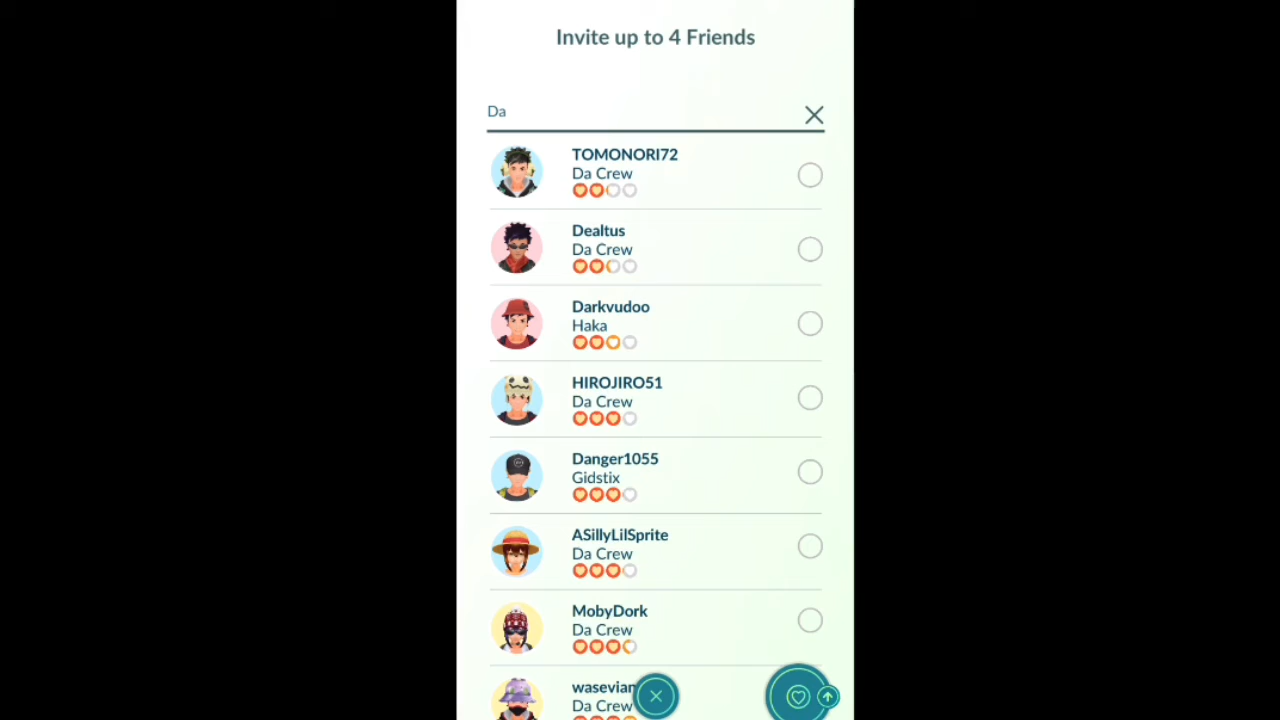 Invite up to 4 Friends
Da
TOMONORI72
Da Crew
Dealtus
Da Crew
Darkvudoo
Haka
HIROJIRO51
Da Crew
Danger1055
Gidstix
ASillyLilSprite
Da Crew
MobyDork
Da Crew
Da Crew